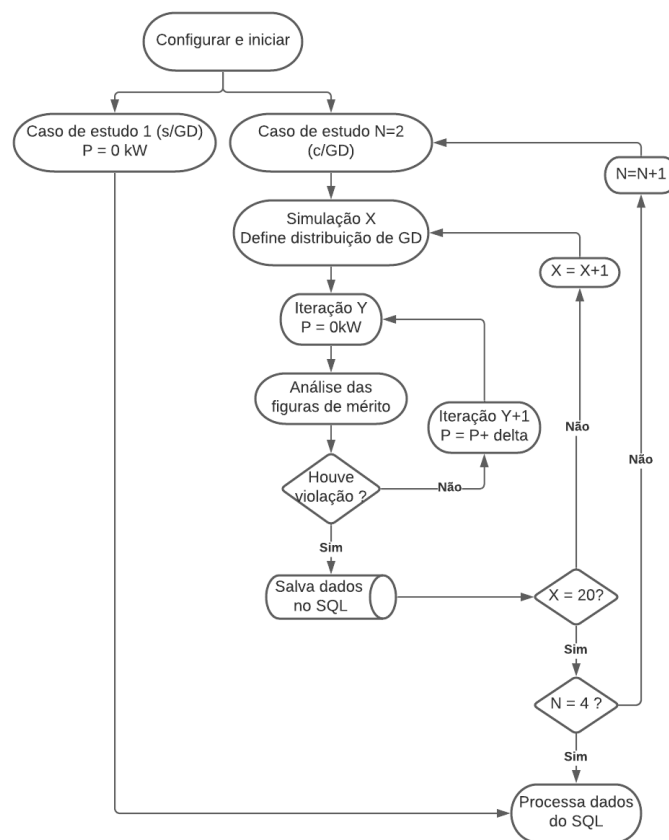 Configurar e iniciar
Caso de estudo 1 (s/GD)
P = 0 kW
Caso de estudo N=2
(c/GD)
N=N+1
Simulação X
Define distribuição de GD
X = X+1
Iteração Y
P = 0kW
Análise das
figuras de mérito
Iteração Y+1
P = P+ delta
Não
Não
Houve
violação ?
Não
Sim
Salva dados
no SQL
X = 20?
Sim
N = 4 ?
Sim
Processa dados
do SQL